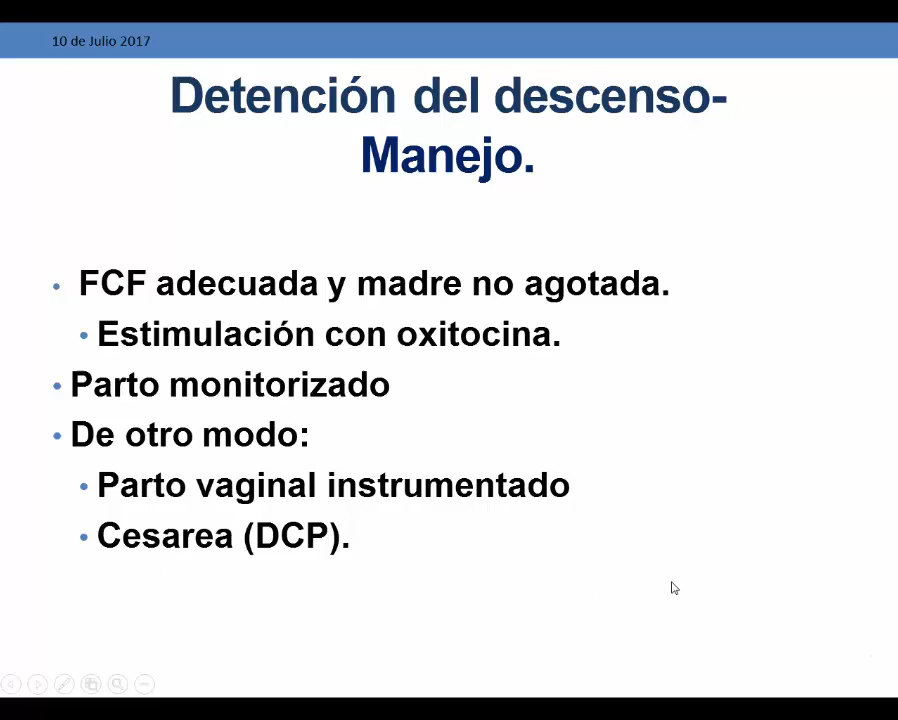 10 de Julio 2017
Detención del descenso-
Manejo.
• FCF adecuada y madre no agotada.
• Estimulación con oxitocina.
• Parto monitorizado
• De otro modo:
• Parto vaginal instrumentado
• Cesarea (DCP).